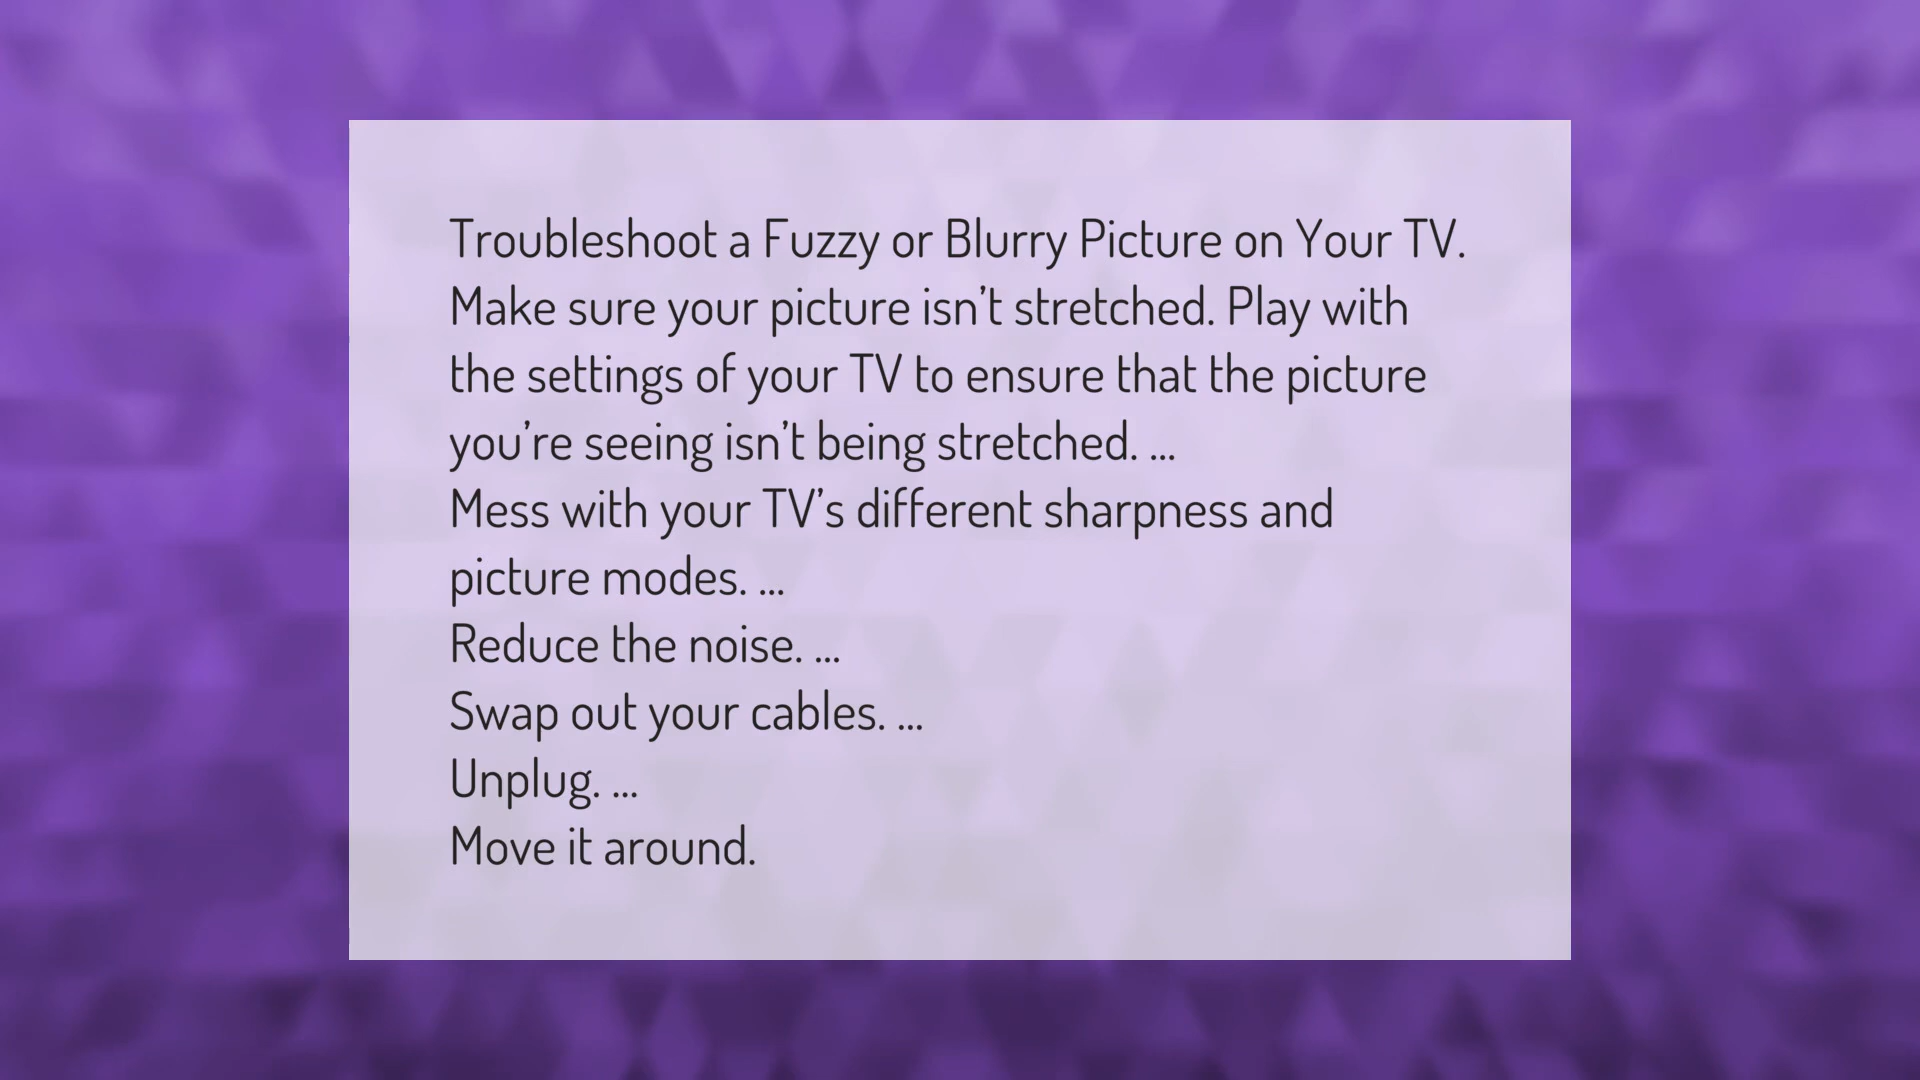 Troubleshoot a Fuzzy or Blurry Picture on Your TV.
Make sure your picture isn’t stretched. Play with
the settings of your TV to ensure that the picture
you’re seeing isn’t being stretched. ...
Mess with your TV’s different sharpness and
picture modes. ...
Reduce the noise. ...
Swap out your cables. ...
Unplug. ...
Move it around.